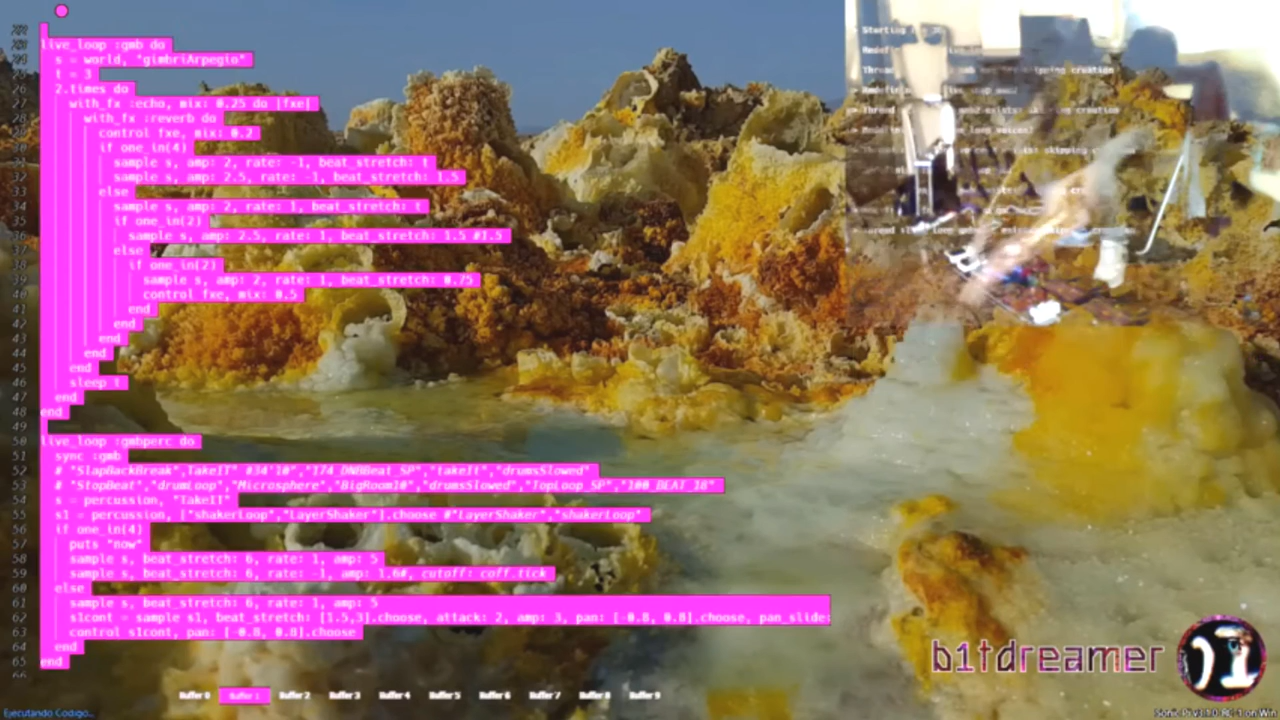 live_loop :gmb do
s = world, "gimbriArpegio"
t = 3
2.times do
with_fx :echo, mix: 0.25 do |fxe|
with_fx :reverb do
control fxe, mix: 0.2
if one_in(4)
sample s, amp: 2, rate: -1, beat_stretch: t
sample s, amp: 2.5, rate: -1, beat_stretch: 1.5
else
sample s, amp: 2, rate: 1, beat_stretch: t
if one_in(2)
sample s, amp: 2.5, rate: 1, beat_stretch: 1.5 #1.5
else
if one_in(2)
sample s, amp: 2, rate: 1, beat_stretch: 0.75
control fxe, mix: 0.5
end
end
end
end
end
sleep t
end
end
live_loop :gmbperc do
sync :gmb
# "SlapBackBreak","TakeIT" #34"10","174_DNBBeat_SP","takeIt","drumsSlowed"
# "StopBeat","drumLoop","Microsphere","BigRoom10","drumsSlowed","TopLoop_SP","100_BEAT_10"
s = percussion, "TakeIT"
s1 = percussion, ["shakerLoop","LayerShaker"].choose #"LayerShaker","shakerLoop"
if one_in(4)
puts "now"
sample s, beat_stretch: 6, rate: 1, amp: 5
sample s, beat_stretch: 6, rate: -1, amp: 1.6#, cutoff: coff.tick
else
sample s, beat_stretch: 6, rate: 1, amp: 5
s1cont = sample s1, beat_stretch: [1.5,3].choose, attack: 2, amp: 3, pan: [-0.8, 0.8].choose, pan_slide:
control s1cont, pan: [-0.8, 0.8].choose
end
end
Buffer 0 Buffer 1 Buffer 2 Buffer 3 Buffer 4 Buffer 5 Buffer 6 Buffer 7 Buffer 8 Buffer 9
b1tdreamer
Ejecutando Codigo...